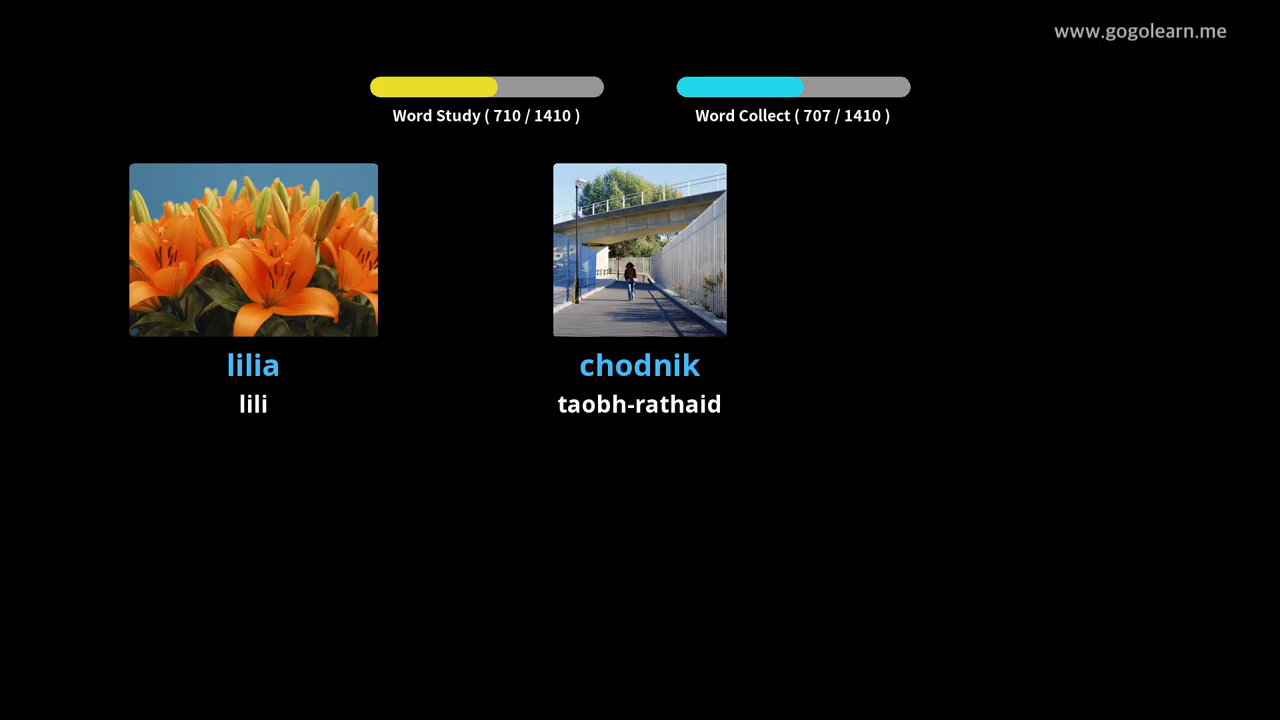 www.gogolearn.me
Word Study ( 710 / 1410 )
Word Collect ( 707 / 1410 )
lilia
lili
chodnik
taobh-rathaid